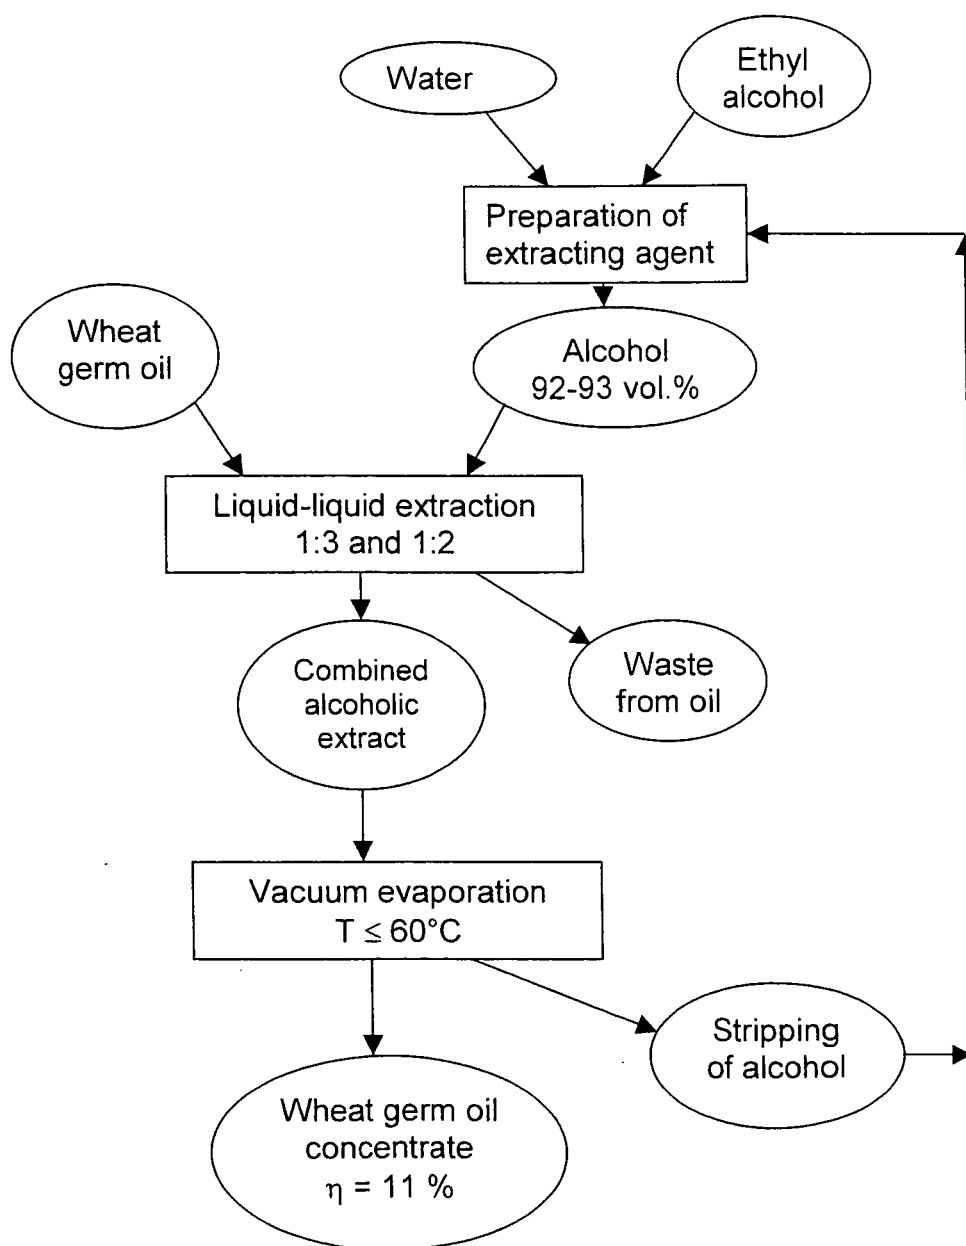 Water
Ethyl
alcohol
Preparation of
extracting agent
Wheat
germ oil
Alcohol
92-93 vol.%
Liquid-liquid extraction
1:3 and 1:2
Combined
alcoholic
extract
Waste
from oil
Vacuum evaporation
T ≤ 60°C
Stripping
of alcohol
Wheat germ oil
concentrate
η = 11 %